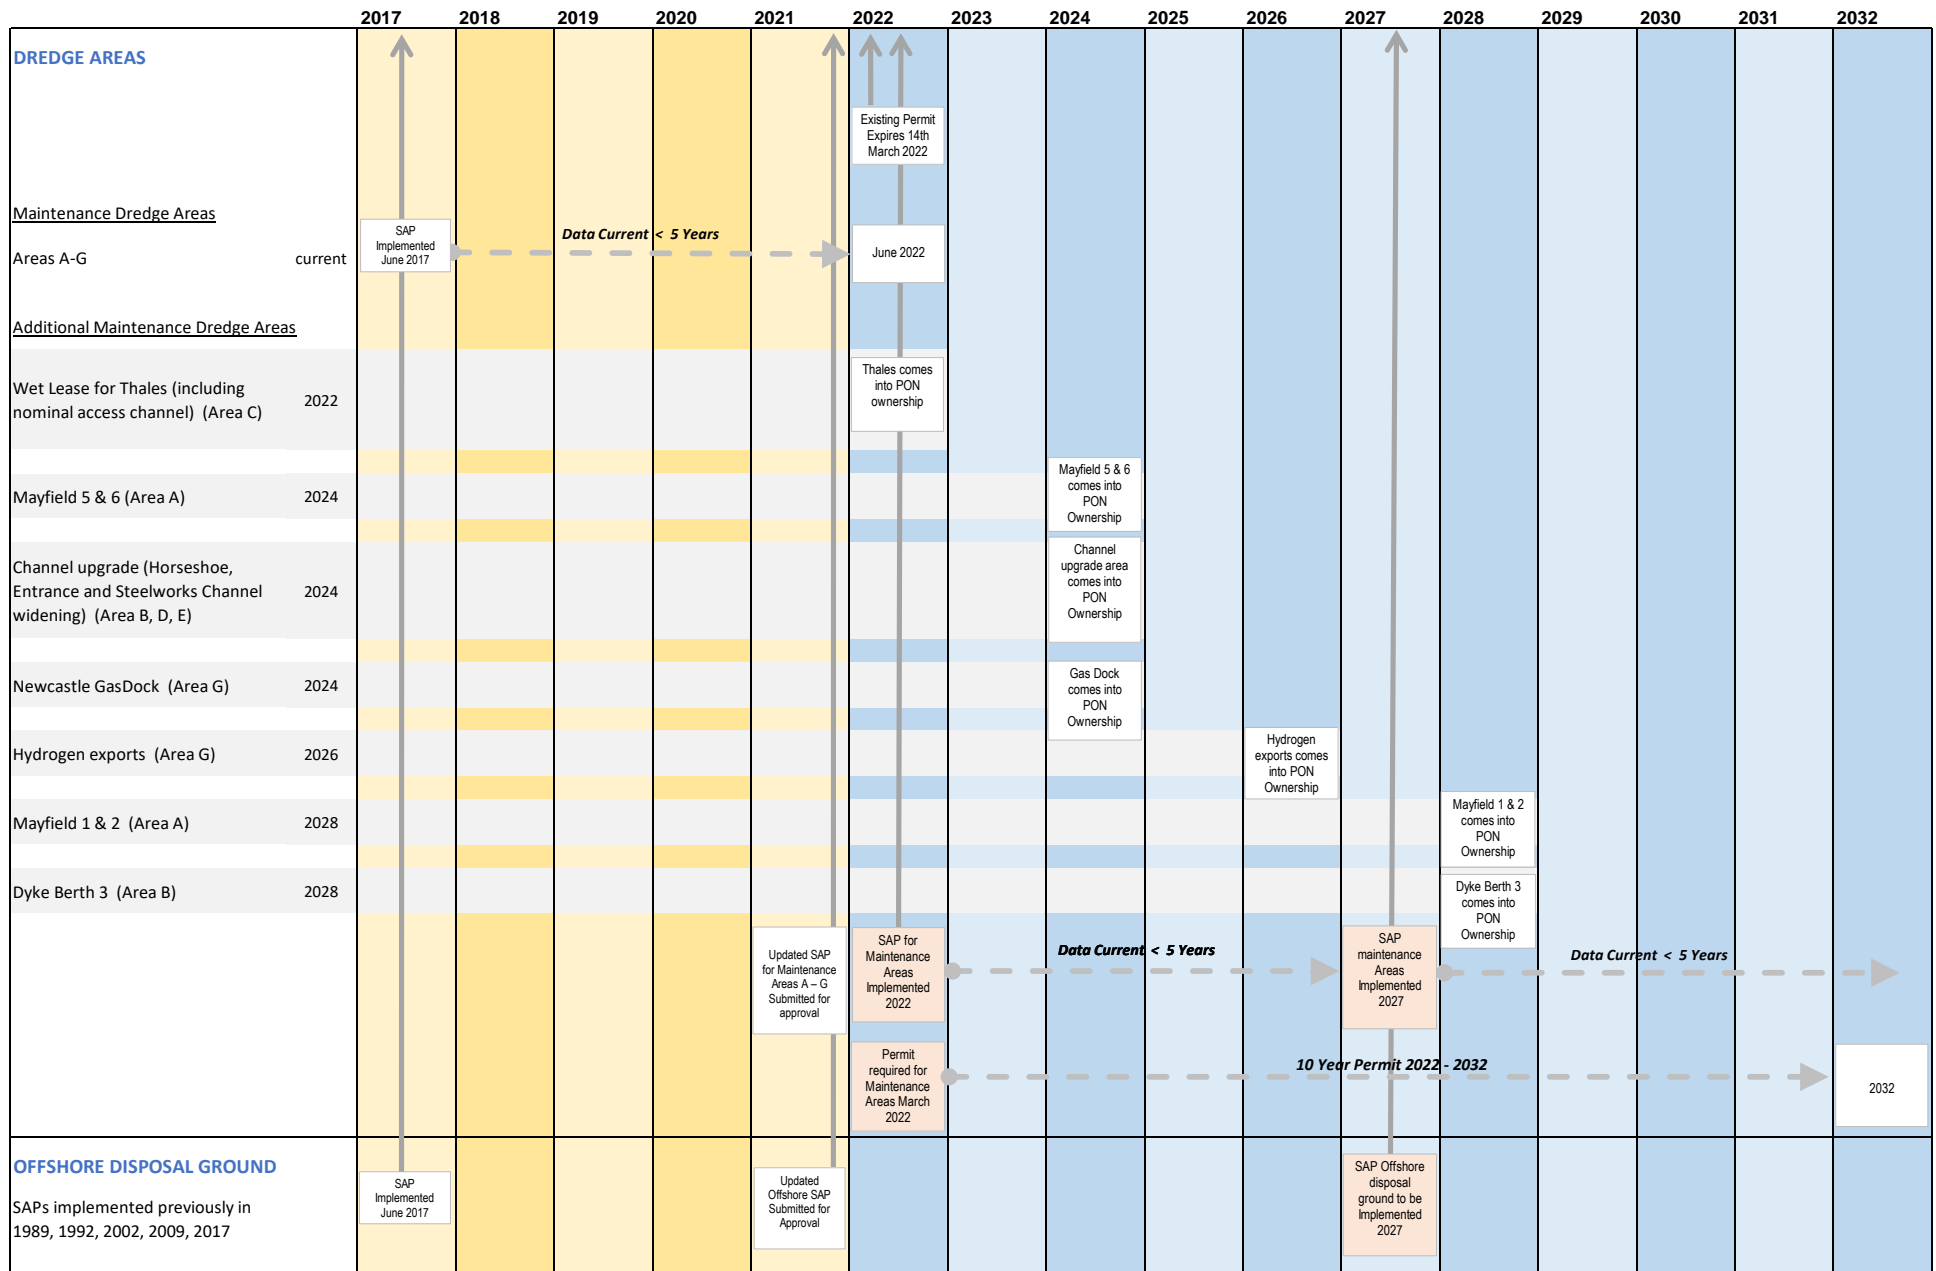 2017 2018 2019 2020 2021 2022 2023 2024 2025 2026 2027 2028 2029 2030 2031 2032
DREDGE AREAS
Existing Permit
Expires 14th
March 2022
Maintenance Dredge Areas
Areas A-G current
SAP
Implemented
June 2017
Data Current < 5 Years
June 2022
Additional Maintenance Dredge Areas
Wet Lease for Thales (including
nominal access channel) (Area C)
2022
Thales comes
into PON
ownership
Mayfield 5 & 6 (Area A) 2024
Mayfield 5 & 6
comes into
PON
Ownership
Channel upgrade (Horseshoe,
Entrance and Steelworks Channel
widening) (Area B, D, E)
2024
Channel
upgrade area
comes into
PON
Ownership
Newcastle GasDock (Area G) 2024
Gas Dock
comes into
PON
Ownership
Hydrogen exports (Area G) 2026
Hydrogen
exports comes
into PON
Ownership
Mayfield 1 & 2 (Area A) 2028
Mayfield 1 & 2
comes into
PON
Ownership
Dyke Berth 3 (Area B) 2028
Dyke Berth 3
comes into
PON
Ownership
Updated SAP
for Maintenance
Areas A – G
Submitted for
approval
SAP for
Maintenance
Areas
Implemented
2022
Data Current < 5 Years
SAP
maintenance
Areas
Implemented
2027
Data Current < 5 Years
Permit
required for
Maintenance
Areas March
2022
10 Year Permit 2022 - 2032
2032
OFFSHORE DISPOSAL GROUND
SAPs implemented previously in
1989, 1992, 2002, 2009, 2017
SAP
Implemented
June 2017
Updated
Offshore SAP
Submitted for
Approval
SAP Offshore
disposal
ground to be
Implemented
2027